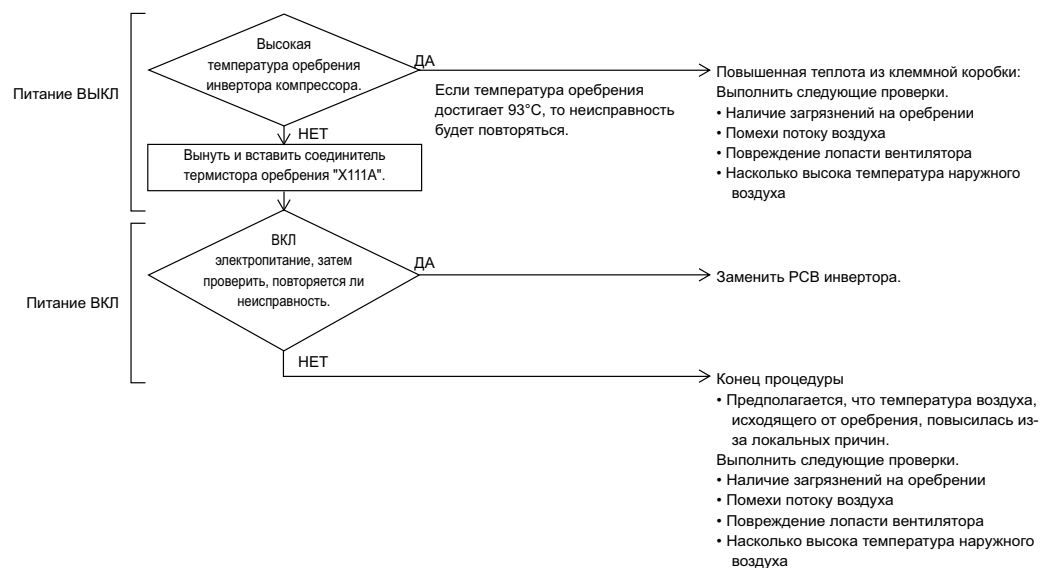 Питание ВЫКЛ
Высокая
температура оребрения
инвертора компрессора.
ДА
Если температура оребрения
достигает 93°C, то неисправность
будет повторяться.
Повышенная теплота из клеммной коробки:
Выполнить следующие проверки.
• Наличие загрязнений на оребрении
• Помехи потоку воздуха
• Повреждение лопасти вентилятора
• Насколько высока температура наружного
воздуха
НЕТ
Вынуть и вставить соединитель
термистора оребрения "X111A".
Питание ВКЛ
ВКЛ
электропитание, затем
проверить, повторяется ли
неисправность.
ДА
Заменить PCB инвертора.
НЕТ
Конец процедуры
• Предполагается, что температура воздуха,
исходящего от оребрения, повысилась из-
за локальных причин.
Выполнить следующие проверки.
• Наличие загрязнений на оребрении
• Помехи потоку воздуха
• Повреждение лопасти вентилятора
• Насколько высока температура наружного
воздуха